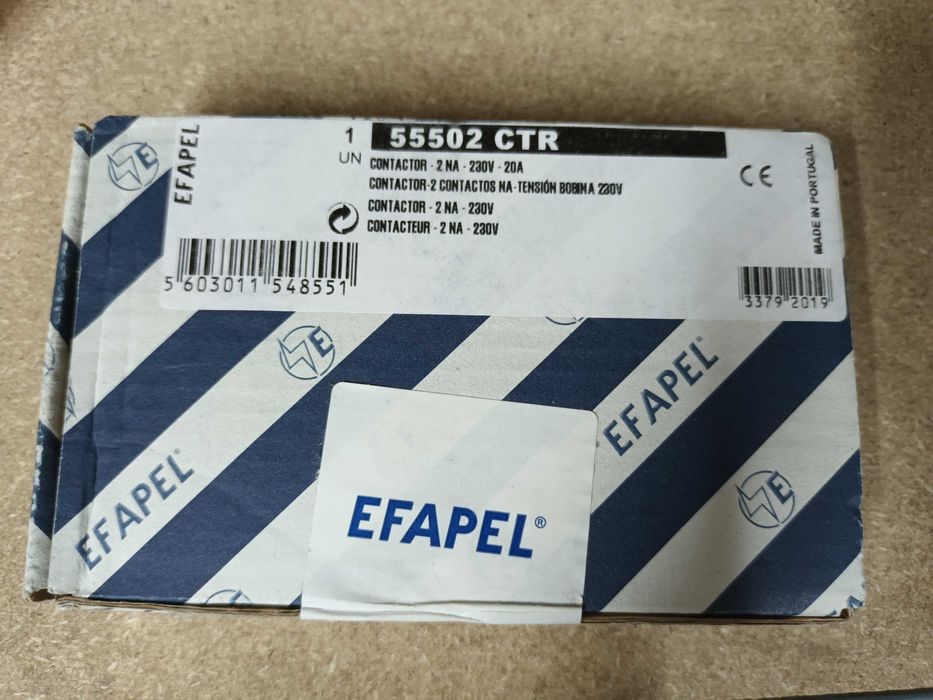 EFAPEL
1
UN
55502 CTR
CONTACTOR - 2 NA - 230V - 20A
CONTACTOR-2 CONTACTOS NA-TENSIÓN BOBINA 230V
CONTACTOR - 2 NA - 230V
CONTACTEUR - 2 NA - 230V
CE
MADE IN PORTUGAL
5 603011 548551
3379 2019
E
E
EFAPEL®
EFAPEL®
EFAPEL®
E